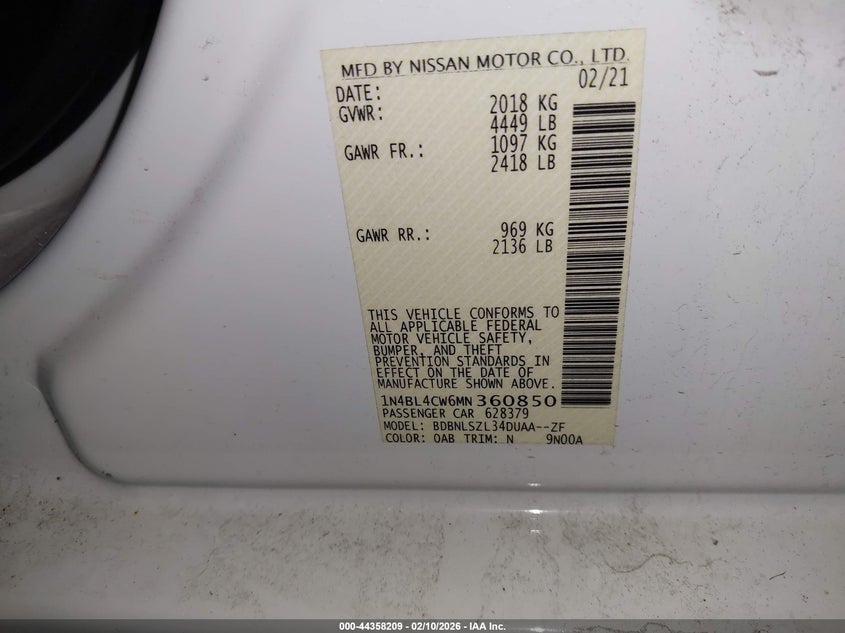 MFD BY NISSAN MOTOR CO., LTD.
DATE: 02/21
GVWR: 2018 KG
4449 LB
GAWR FR.: 1097 KG
2418 LB
GAWR RR.: 969 KG
2136 LB
THIS VEHICLE CONFORMS TO
ALL APPLICABLE FEDERAL
MOTOR VEHICLE SAFETY,
BUMPER, AND THEFT
PREVENTION STANDARDS IN
EFFECT ON THE DATE OF
MANUFACTURE SHOWN ABOVE.
1N4BL4CW6MN360850
PASSENGER CAR 628379
MODEL: BDBNLSZL34DUAA--ZF
COLOR: QAB TRIM: N 9N00A
000-44358209 - 02/10/2026 - IAA Inc.